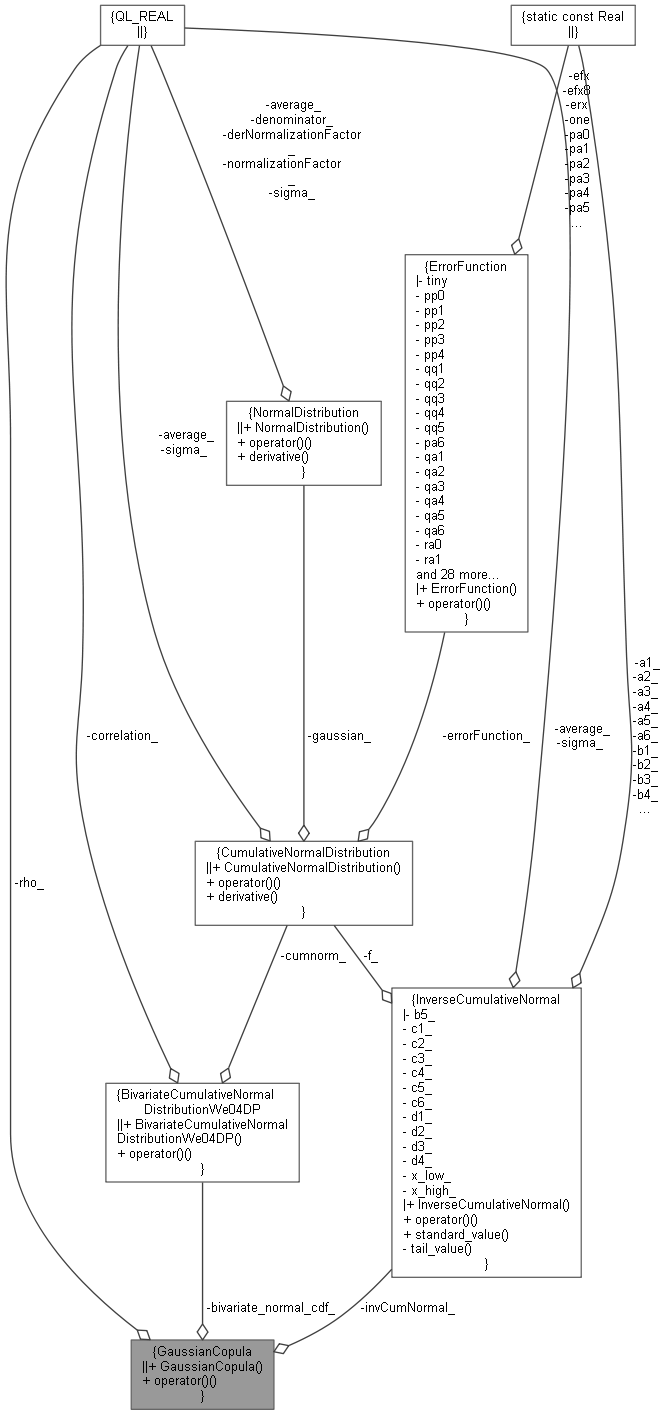 {QL_REAL
||}
{static const Real
||}
-average_
-denominator_
-derNormalizationFactor
_
-normalizationFactor
_
-sigma_
-efx
-efx8
-erx
-one
-pa0
-pa1
-pa2
-pa3
-pa4
-pa5
...
{ErrorFunction
|- tiny
- pp0
- pp1
- pp2
- pp3
- pp4
- qq1
- qq2
- qq3
- qq4
- qq5
- pa6
- qa1
- qa2
- qa3
- qa4
- qa5
- qa6
- ra0
- ra1
and 28 more...
|+ ErrorFunction()
+ operator()()
}
{NormalDistribution
||+ NormalDistribution()
+ operator()()
+ derivative()
}
-average_
-sigma_
-correlation_
-gaussian_
-errorFunction_
-average_
-sigma_
-a1_
-a2_
-a3_
-a4_
-a5_
-a6_
-b1_
-b2_
-b3_
-b4_
...
{CumulativeNormalDistribution
||+ CumulativeNormalDistribution()
+ operator()()
+ derivative()
}
-rho_
-cumnorm_
-f_
{InverseCumulativeNormal
|- b5_
- c1_
- c2_
- c3_
- c4_
- c5_
- c6_
- d1_
- d2_
- d3_
- d4_
- x_low_
- x_high_
|+ InverseCumulativeNormal()
+ operator()()
+ standard_value()
- tail_value()
}
{BivariateCumulativeNormal
DistributionWe04DP
||+ BivariateCumulativeNormal
DistributionWe04DP()
+ operator()()
}
-bivariate_normal_cdf_
-invCumNormal_
{GaussianCopula
||+ GaussianCopula()
+ operator()()
}